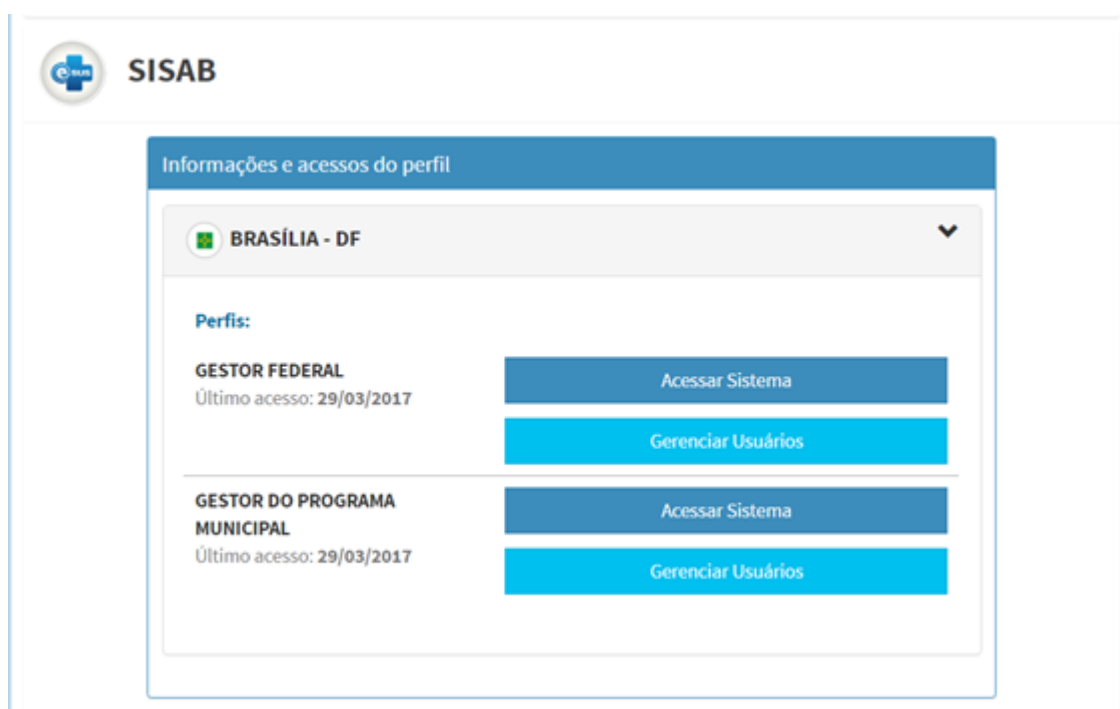 e SUS
SISAB
Informações e acessos do perfil
BRASÍLIA - DF
Perfis:
GESTOR FEDERAL
Último acesso: 29/03/2017
Acessar Sistema
Gerenciar Usuários
GESTOR DO PROGRAMA
MUNICIPAL
Último acesso: 29/03/2017
Acessar Sistema
Gerenciar Usuários